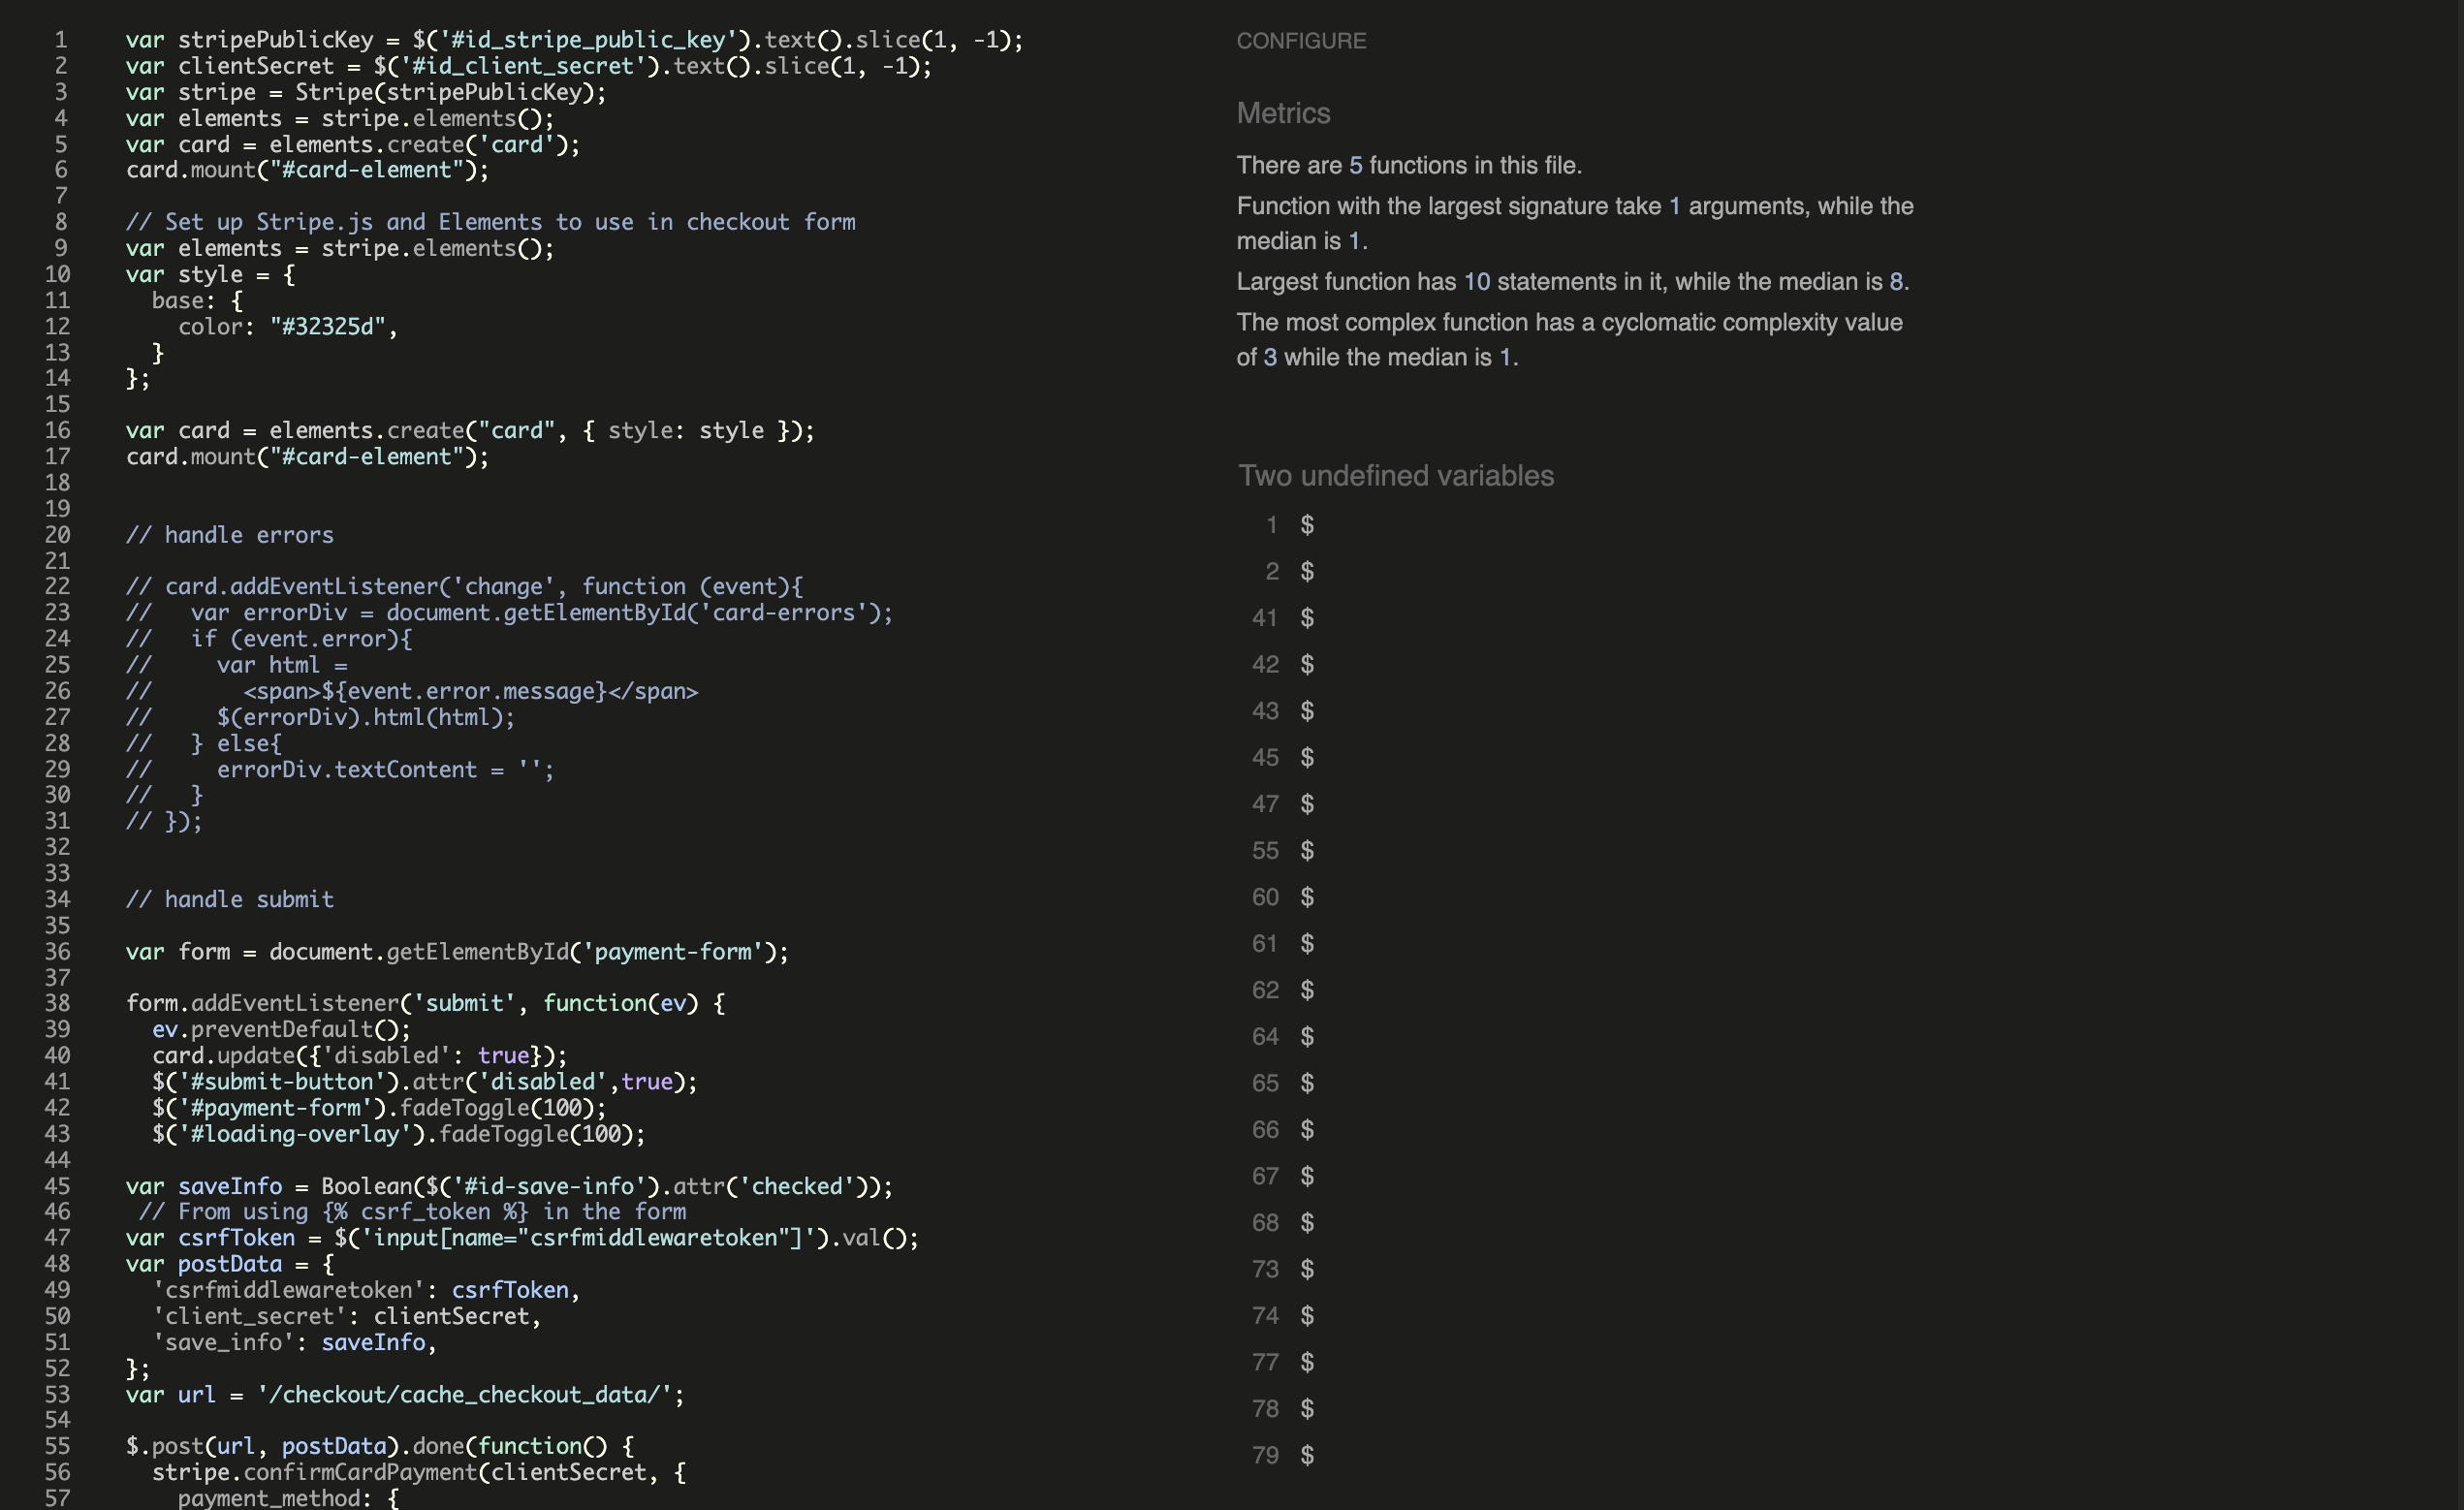 1 var stripePublicKey = $('#id_stripe_public_key').text().slice(1, -1);
2 var clientSecret = $('#id_client_secret').text().slice(1, -1);
3 var stripe = Stripe(stripePublicKey);
4 var elements = stripe.elements();
5 var card = elements.create('card');
6 card.mount("#card-element");
7
8 // Set up Stripe.js and Elements to use in checkout form
9 var elements = stripe.elements();
10 var style = {
11   base: {
12     color: "#32325d",
13   }
14 };
15
16 var card = elements.create("card", { style: style });
17 card.mount("#card-element");
18
19
20 // handle errors
21
22 // card.addEventListener('change', function (event){
23 //   var errorDiv = document.getElementById('card-errors');
24 //   if (event.error){
25 //     var html =
26 //       <span>${event.error.message}</span>
27 //     $(errorDiv).html(html);
28 //   } else{
29 //     errorDiv.textContent = '';
30 //   }
31 // });
32
33
34 // handle submit
35
36 var form = document.getElementById('payment-form');
37
38 form.addEventListener('submit', function(ev) {
39   ev.preventDefault();
40   card.update({'disabled': true});
41   $('#submit-button').attr('disabled',true);
42   $('#payment-form').fadeToggle(100);
43   $('#loading-overlay').fadeToggle(100);
44
45 var saveInfo = Boolean($('#id-save-info').attr('checked'));
46  // From using {% csrf_token %} in the form
47 var csrfToken = $('input[name="csrfmiddlewaretoken"]').val();
48 var postData = {
49   'csrfmiddlewaretoken': csrfToken,
50   'client_secret': clientSecret,
51   'save_info': saveInfo,
52 };
53 var url = '/checkout/cache_checkout_data/';
54
55 $.post(url, postData).done(function() {
56   stripe.confirmCardPayment(clientSecret, {
57     payment_method: {
CONFIGURE
Metrics
There are 5 functions in this file.
Function with the largest signature take 1 arguments, while the
median is 1.
Largest function has 10 statements in it, while the median is 8.
The most complex function has a cyclomatic complexity value
of 3 while the median is 1.
Two undefined variables
1 $
2 $
41 $
42 $
43 $
45 $
47 $
55 $
60 $
61 $
62 $
64 $
65 $
66 $
67 $
68 $
73 $
74 $
77 $
78 $
79 $